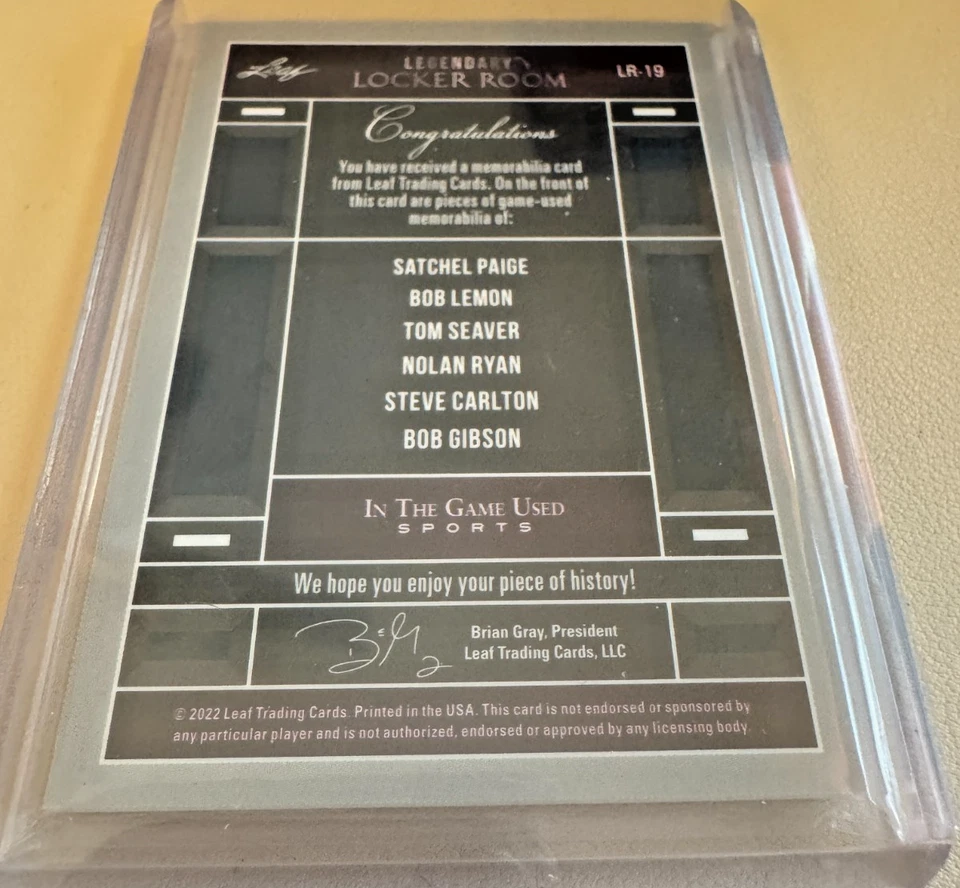 Leaf
LEGENDARY
LOCKER ROOM
LR-19
Congratulations
You have received a memorabilia card
from Leaf Trading Cards. On the front of
this card are pieces of game-used
memorabilia of:
SATCHEL PAIGE
BOB LEMON
TOM SEAVER
NOLAN RYAN
STEVE CARLTON
BOB GIBSON
IN THE GAME USED
SPORTS
We hope you enjoy your piece of history!
Brian Gray, President
Leaf Trading Cards, LLC
© 2022 Leaf Trading Cards. Printed in the USA. This card is not endorsed or sponsored by
any particular player and is not authorized, endorsed or approved by any licensing body.